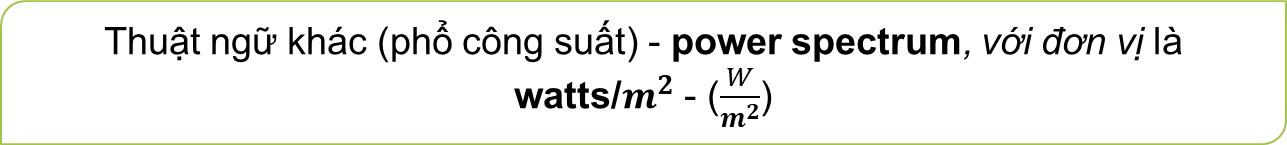 Thuật ngữ khác (phổ công suất) - power spectrum, với đơn vị là
watts/m² - (W/m²)